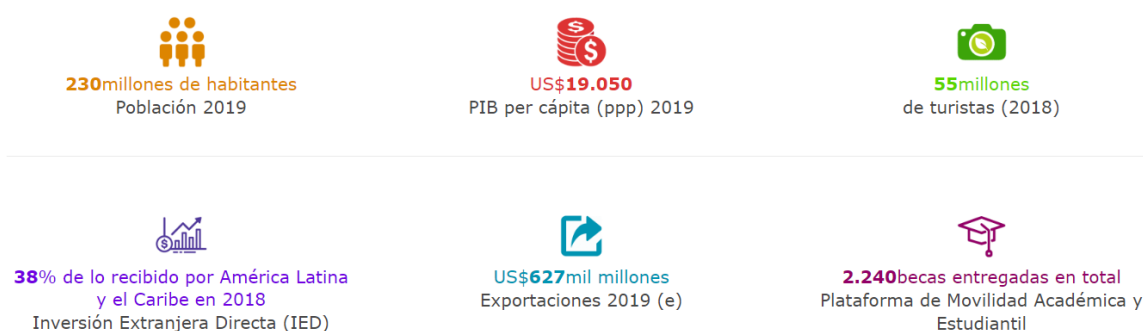 230millones de habitantes
Población 2019
US$19.050
PIB per cápita (ppp) 2019
55millones
de turistas (2018)
38% de lo recibido por América Latina
y el Caribe en 2018
Inversión Extranjera Directa (IED)
US$627mil millones
Exportaciones 2019 (e)
2.240becas entregadas en total
Plataforma de Movilidad Académica y
Estudiantil